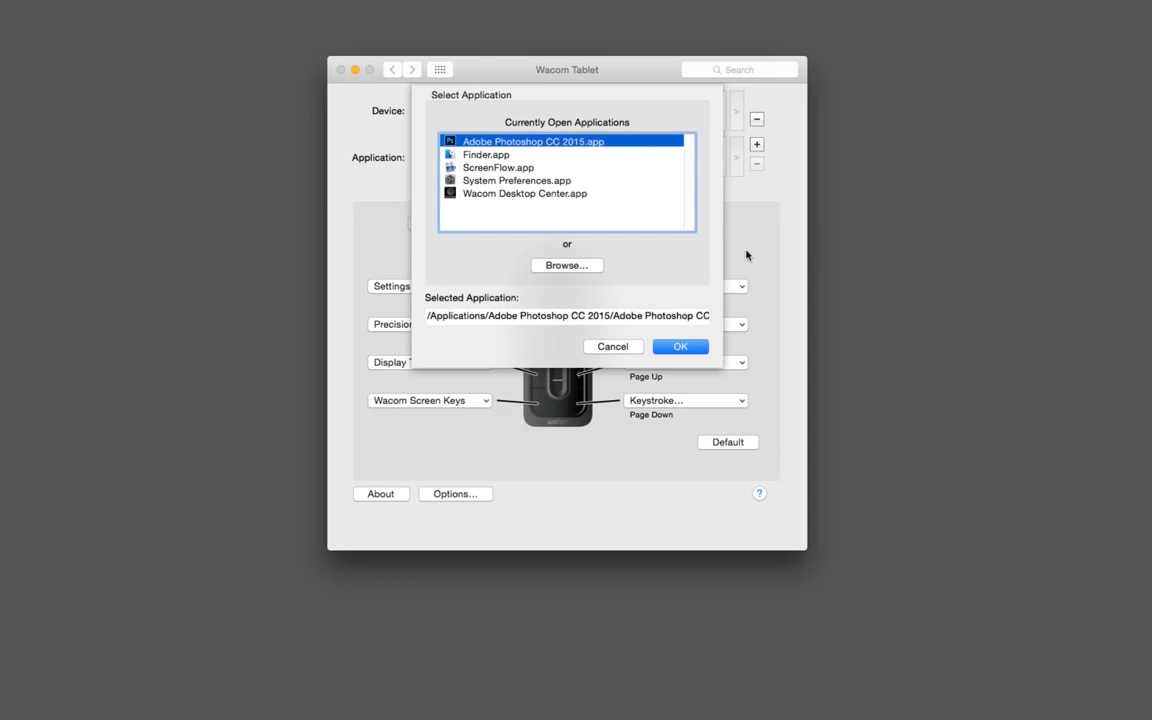 Wacom Tablet
Search
Select Application
Device:
Currently Open Applications
Adobe Photoshop CC 2015.app
Application:
Finder.app
ScreenFlow.app
System Preferences.app
Wacom Desktop Center.app
or
Browse...
Settings
Selected Application:
/Applications/Adobe Photoshop CC 2015/Adobe Photoshop CC
Precision
Cancel
OK
Display
Page Up
Wacom Screen Keys
Keystroke...
Page Down
Default
About
Options...
?